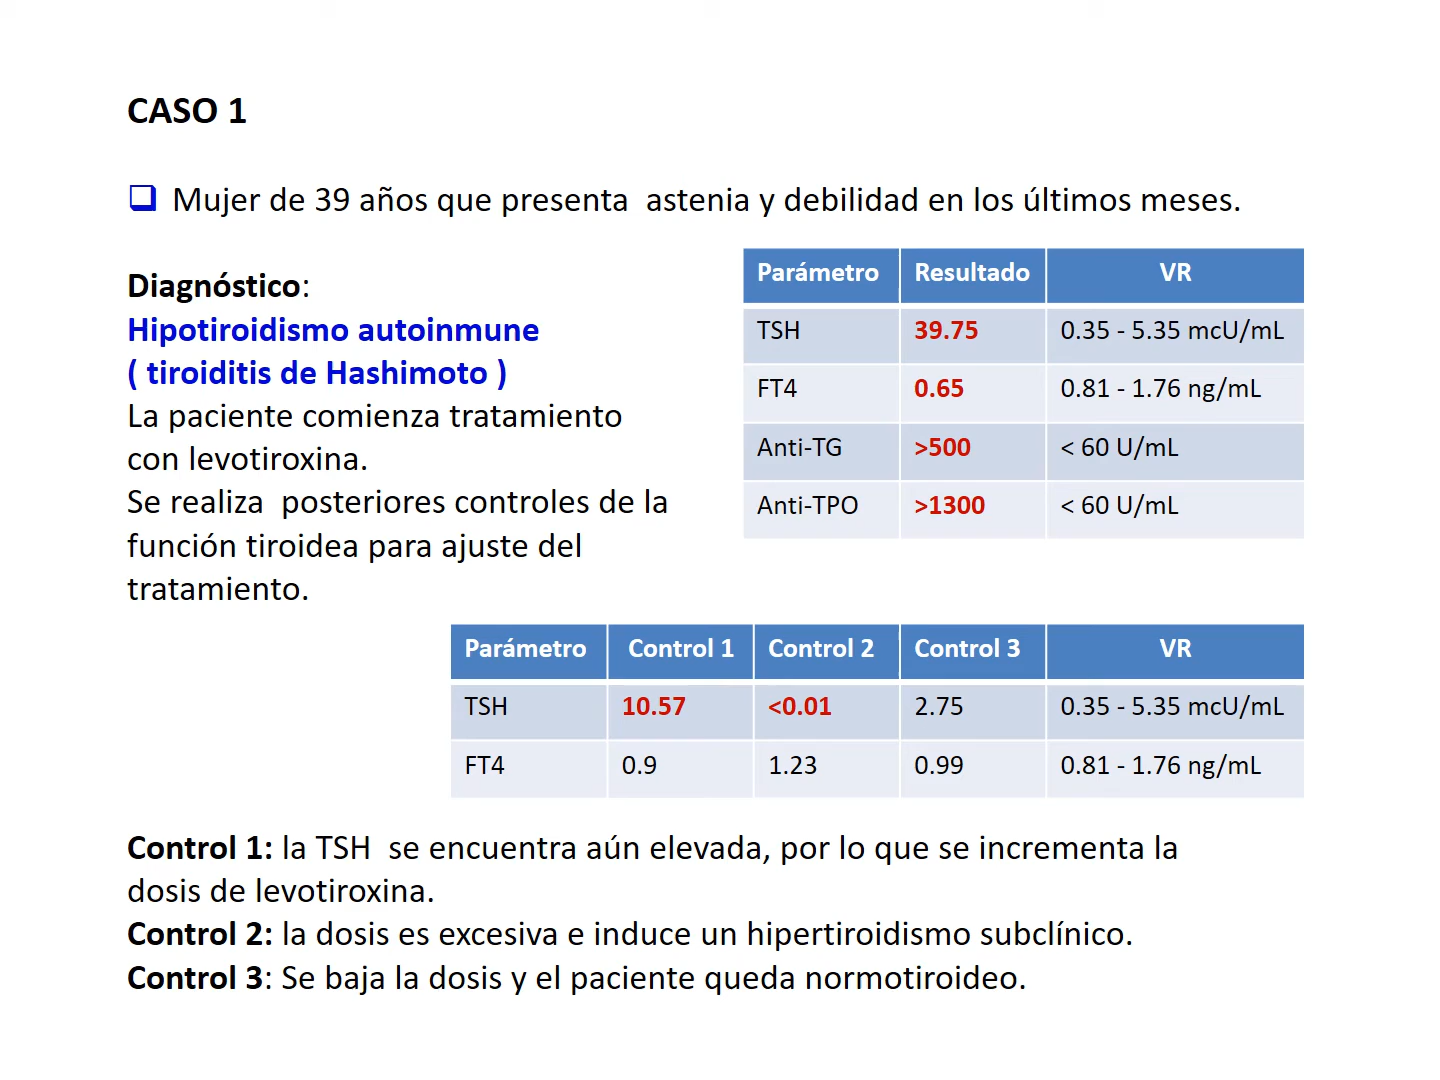 CASO 1
Mujer de 39 años que presenta  astenia y debilidad en los últimos meses.
Diagnóstico:
Hipotiroidismo autoinmune
( tiroiditis de Hashimoto )
La paciente comienza tratamiento
con levotiroxina.
Se realiza  posteriores controles de la
función tiroidea para ajuste del
tratamiento.
Parámetro Resultado VR
TSH 39.75 0.35 - 5.35 mcU/mL
FT4 0.65 0.81 - 1.76 ng/mL
Anti-TG >500 < 60 U/mL
Anti-TPO >1300 < 60 U/mL
Parámetro Control 1 Control 2 Control 3 VR
TSH 10.57 <0.01 2.75 0.35 - 5.35 mcU/mL
FT4 0.9 1.23 0.99 0.81 - 1.76 ng/mL
Control 1: la TSH  se encuentra aún elevada, por lo que se incrementa la
dosis de levotiroxina.
Control 2: la dosis es excesiva e induce un hipertiroidismo subclínico.
Control 3: Se baja la dosis y el paciente queda normotiroideo.